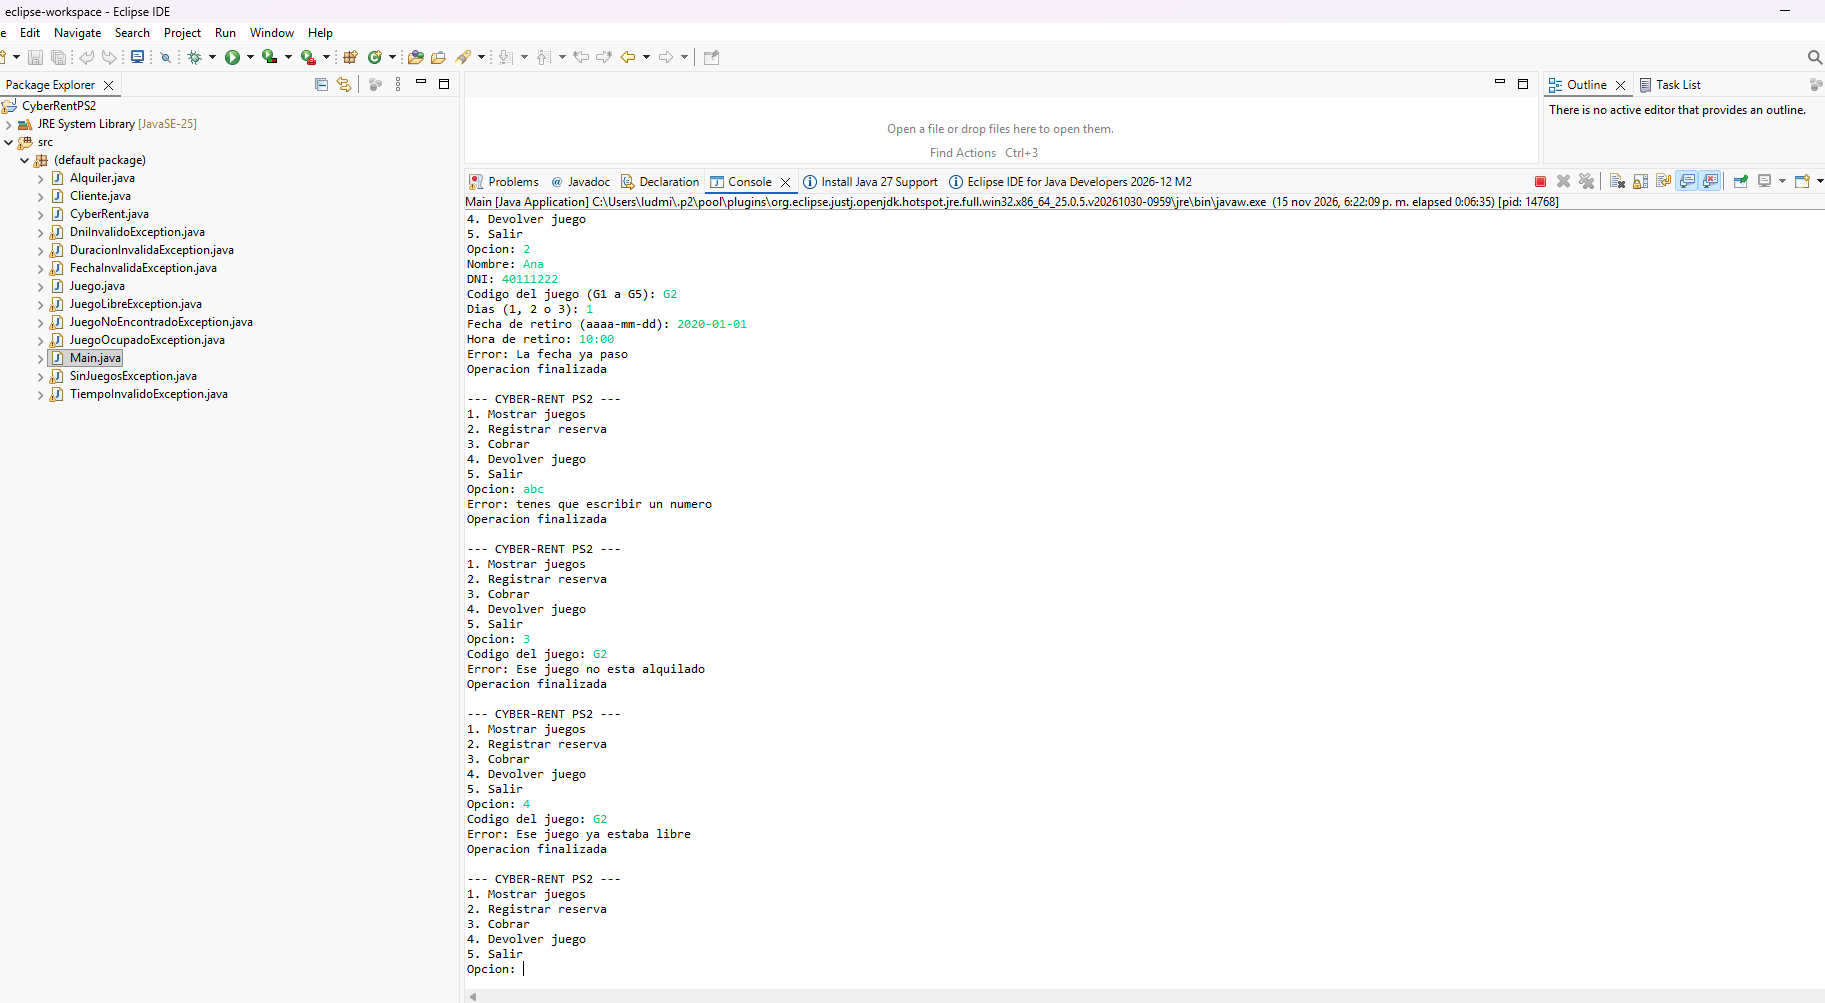 eclipse-workspace - Eclipse IDE
e Edit Navigate Search Project Run Window Help
Package Explorer
CyberRentPS2
JRE System Library [JavaSE-25]
src
(default package)
Alquiler.java
Cliente.java
CyberRent.java
DniInvalidoException.java
DuracionInvalidaException.java
FechaInvalidaException.java
Juego.java
JuegoLibreException.java
JuegoNoEncontradoException.java
JuegoOcupadoException.java
Main.java
SinJuegosException.java
TiempoInvalidoException.java
Open a file or drop files here to open them.
Find Actions Ctrl+3
Outline Task List
There is no active editor that provides an outline.
Problems Javadoc Declaration Console Install Java 27 Support Eclipse IDE for Java Developers 2026-12 M2
Main [Java Application] C:\Users\ludmi\.p2\pool\plugins\org.eclipse.justj.openjdk.hotspot.jre.full.win32.x86_64_25.0.5.v20261030-0959\jre\bin\javaw.exe (15 nov 2026, 6:22:09 p. m. elapsed 0:06:35) [pid: 14768]
4. Devolver juego
5. Salir
Opcion: 2
Nombre: Ana
DNI: 40111222
Codigo del juego (G1 a G5): G2
Dias (1, 2 o 3): 1
Fecha de retiro (aaaa-mm-dd): 2020-01-01
Hora de retiro: 10:00
Error: La fecha ya paso
Operacion finalizada
--- CYBER-RENT PS2 ---
1. Mostrar juegos
2. Registrar reserva
3. Cobrar
4. Devolver juego
5. Salir
Opcion: abc
Error: tenes que escribir un numero
Operacion finalizada
--- CYBER-RENT PS2 ---
1. Mostrar juegos
2. Registrar reserva
3. Cobrar
4. Devolver juego
5. Salir
Opcion: 3
Codigo del juego: G2
Error: Ese juego no esta alquilado
Operacion finalizada
--- CYBER-RENT PS2 ---
1. Mostrar juegos
2. Registrar reserva
3. Cobrar
4. Devolver juego
5. Salir
Opcion: 4
Codigo del juego: G2
Error: Ese juego ya estaba libre
Operacion finalizada
--- CYBER-RENT PS2 ---
1. Mostrar juegos
2. Registrar reserva
3. Cobrar
4. Devolver juego
5. Salir
Opcion: